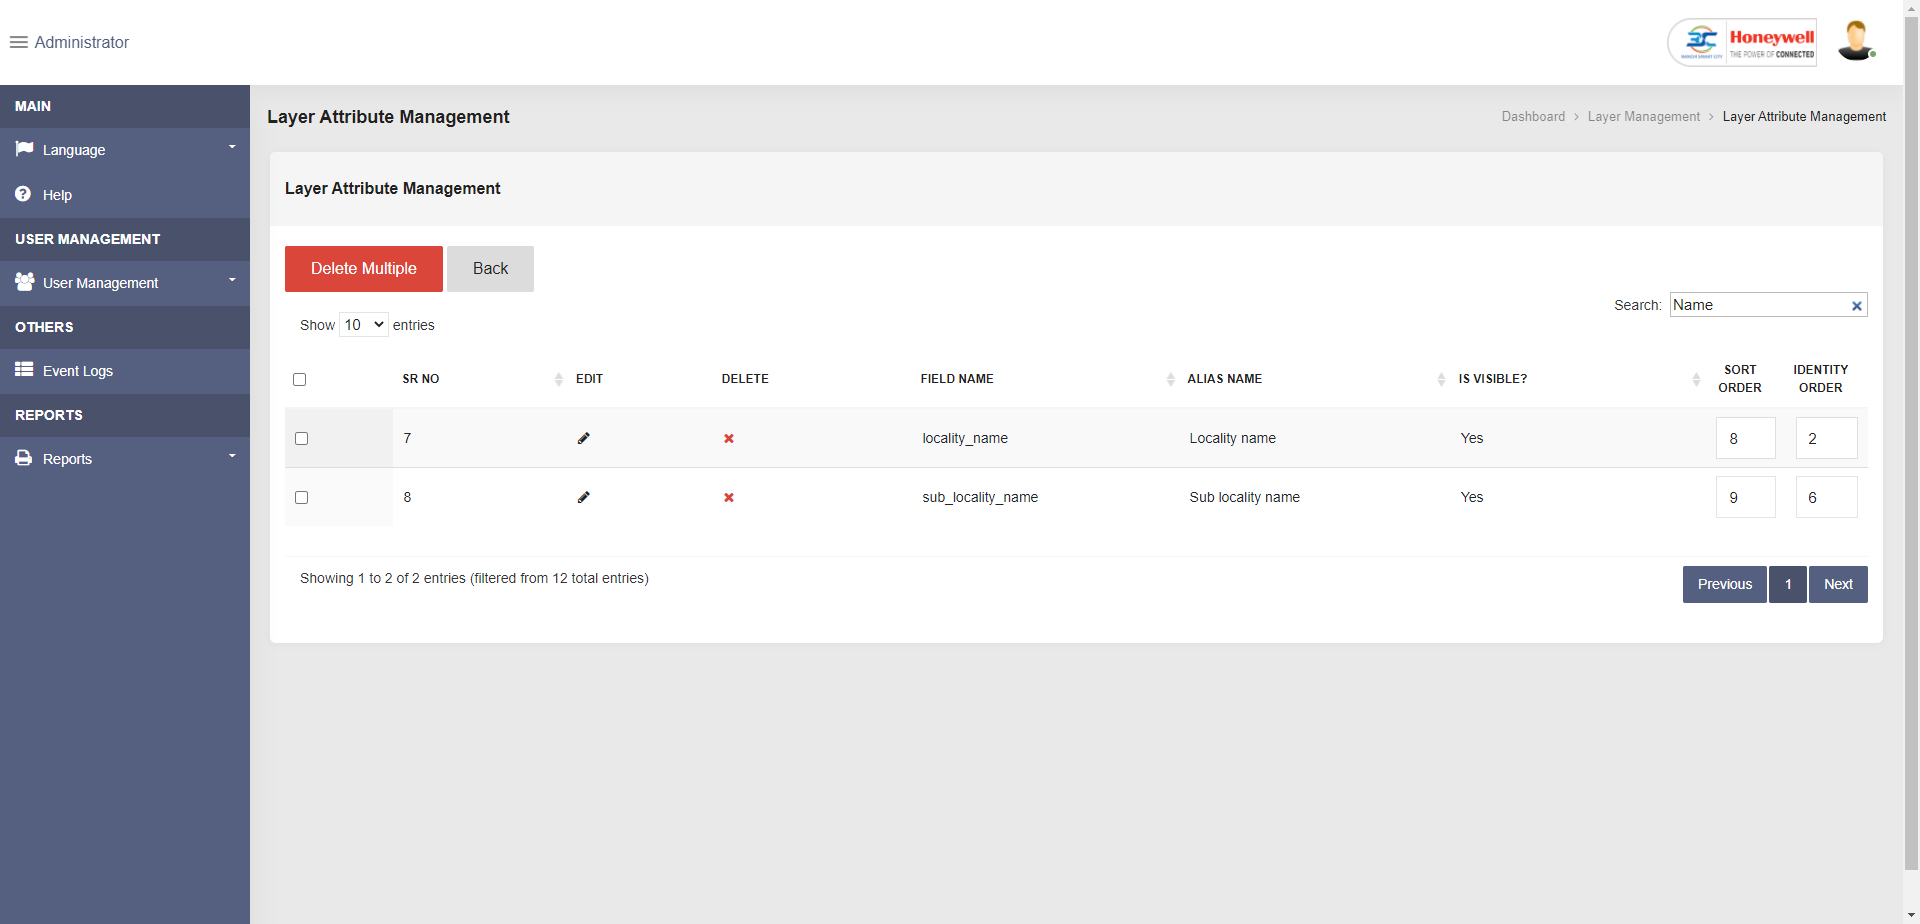 Administrator
Honeywell
THE POWER OF CONNECTED
MAIN
Language
Help
USER MANAGEMENT
User Management
OTHERS
Event Logs
REPORTS
Reports
Layer Attribute Management
Dashboard > Layer Management > Layer Attribute Management
Layer Attribute Management
Delete Multiple Back
Search: Name
Show 10 entries
SR NO EDIT DELETE FIELD NAME ALIAS NAME IS VISIBLE? SORT ORDER IDENTITY ORDER
7 locality_name Locality name Yes 8 2
8 sub_locality_name Sub locality name Yes 9 6
Showing 1 to 2 of 2 entries (filtered from 12 total entries)
Previous 1 Next